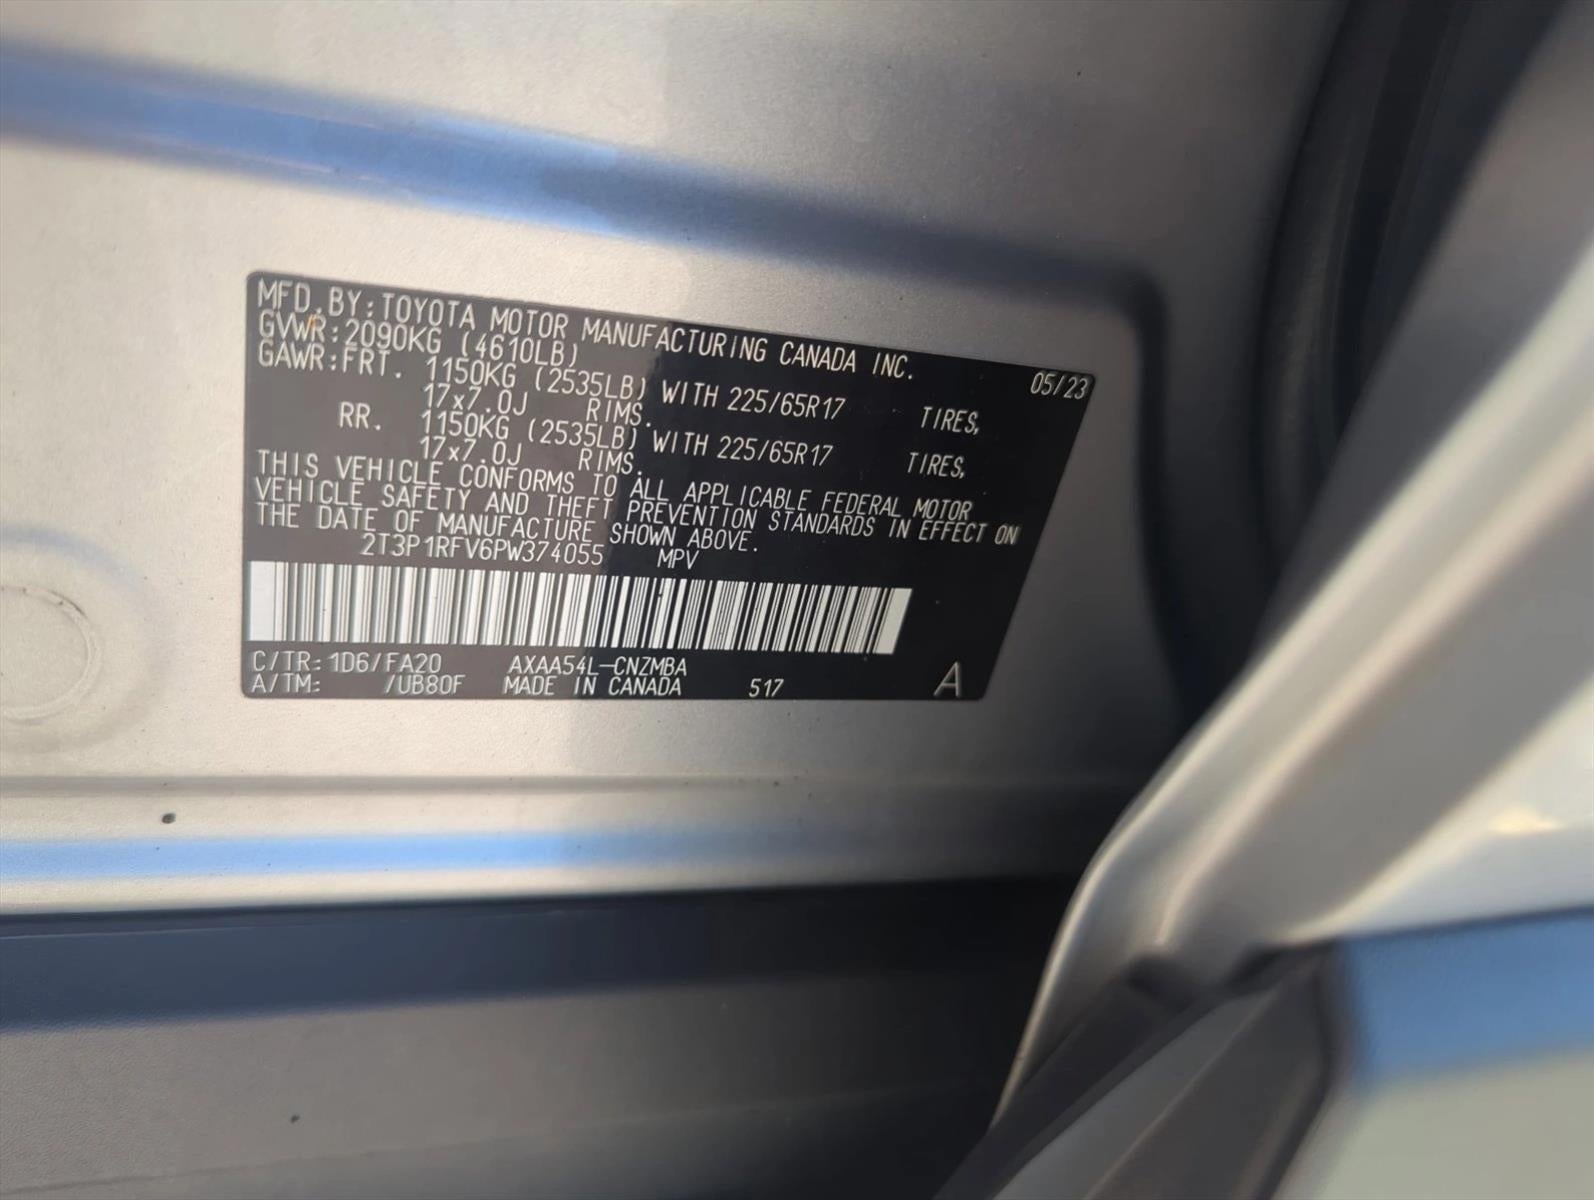 MFD.BY:TOYOTA MOTOR MANUFACTURING CANADA INC. 05/23
GVWR:2090KG (4610LB)
GAWR:FRT. 1150KG (2535LB) WITH 225/65R17 TIRES,
17x7.0J RIMS.
RR. 1150KG (2535LB) WITH 225/65R17 TIRES,
17x7.0J RIMS.
THIS VEHICLE CONFORMS TO ALL APPLICABLE FEDERAL MOTOR
VEHICLE SAFETY AND THEFT PREVENTION STANDARDS IN EFFECT ON
THE DATE OF MANUFACTURE SHOWN ABOVE.
2T3P1RFV6PW374055 MPV
C/TR:1D6/FA20 AXAA54L-CNZMBA
A/TM: /UB80F MADE IN CANADA 517 A